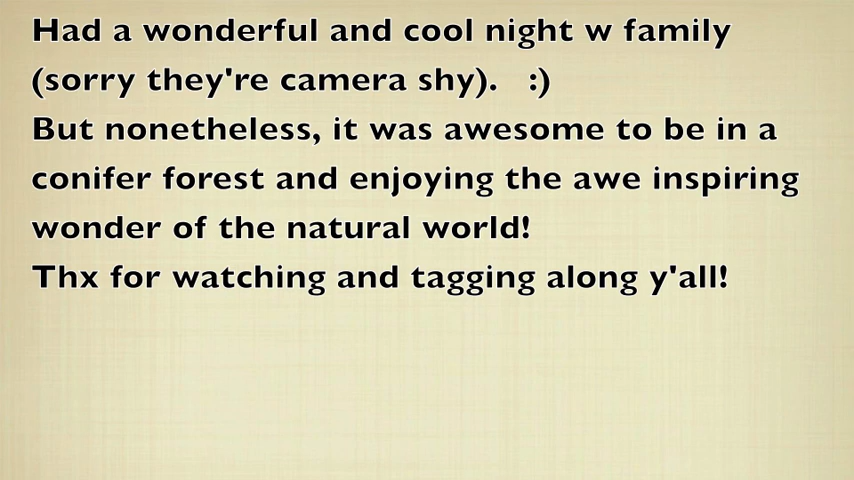 Had a wonderful and cool night w family
(sorry they're camera shy).   :)
But nonetheless, it was awesome to be in a
conifer forest and enjoying the awe inspiring
wonder of the natural world!
Thx for watching and tagging along y'all!